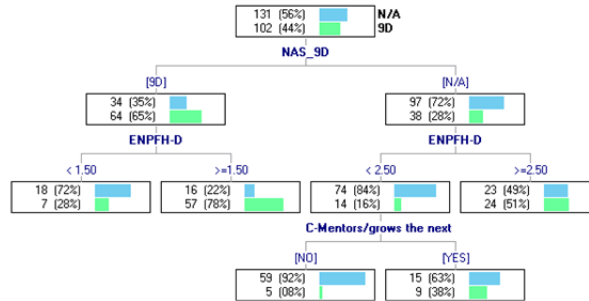 131 (56%) N/A
102 (44%) 9D
NAS_9D
[9D] [N/A]
34 (35%) 97 (72%)
64 (65%) 38 (28%)
ENPFH-D ENPFH-D
< 1.50 >=1.50 < 2.50 >=2.50
18 (72%) 16 (22%) 74 (84%) 23 (49%)
7 (28%) 57 (78%) 14 (16%) 24 (51%)
C-Mentors/grows the next
[NO] [YES]
59 (92%) 15 (63%)
5 (08%) 9 (38%)